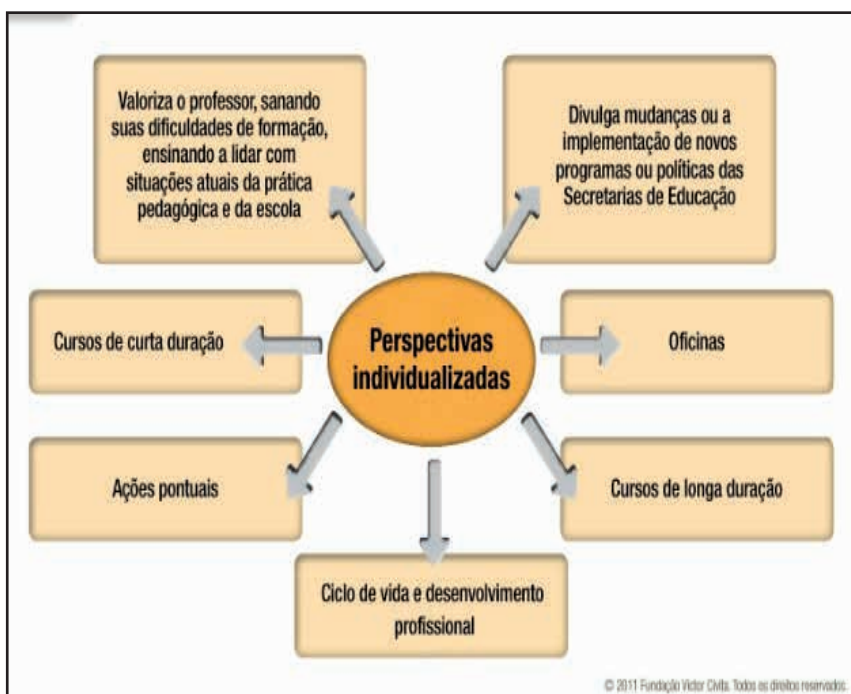 Valoriza o professor, sanando
suas dificuldades de formação,
ensinando a lidar com
situações atuais da prática
pedagógica e da escola
Divulga mudanças ou a
implementação de novos
programas ou políticas das
Secretarias de Educação
Cursos de curta duração
Perspectivas
individualizadas
Oficinas
Ações pontuais
Cursos de longa duração
Ciclo de vida e desenvolvimento
profissional
© 2011 Fundação Victor Civita. Todos os direitos reservados.